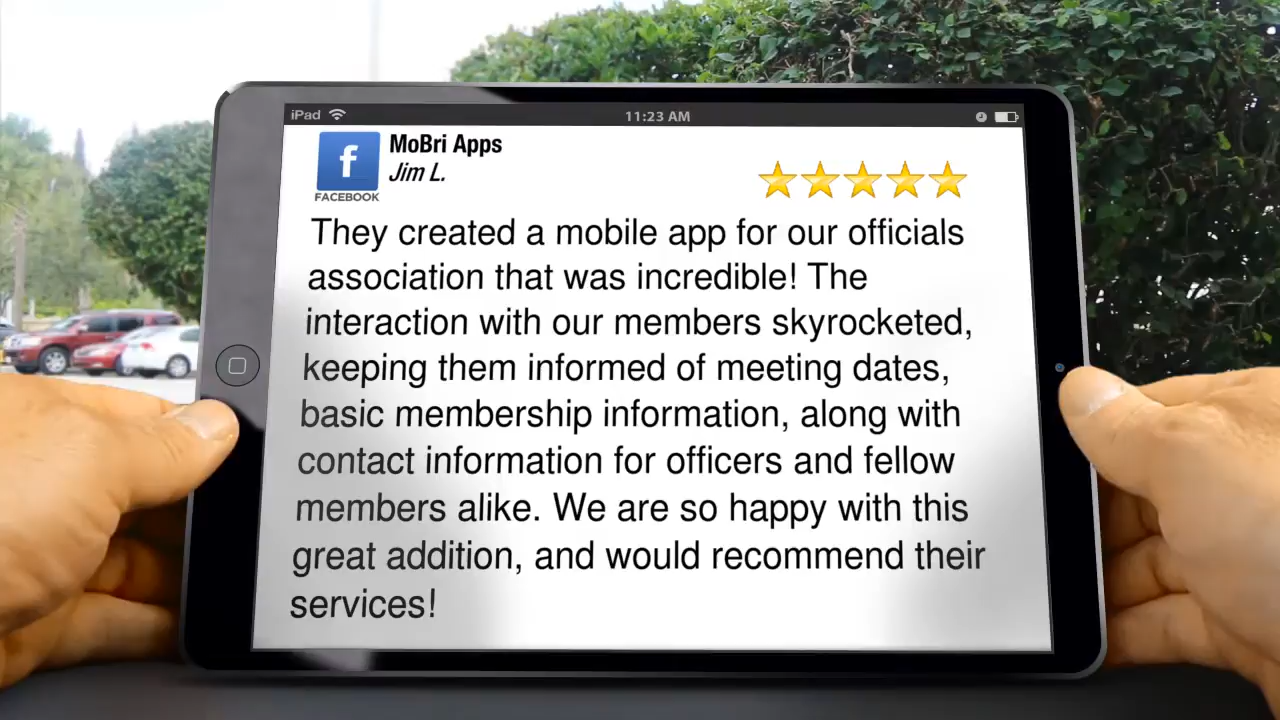 iPad
11:23 AM
f
FACEBOOK
MoBri Apps
Jim L.
They created a mobile app for our officials
association that was incredible! The
interaction with our members skyrocketed,
keeping them informed of meeting dates,
basic membership information, along with
contact information for officers and fellow
members alike. We are so happy with this
great addition, and would recommend their
services!